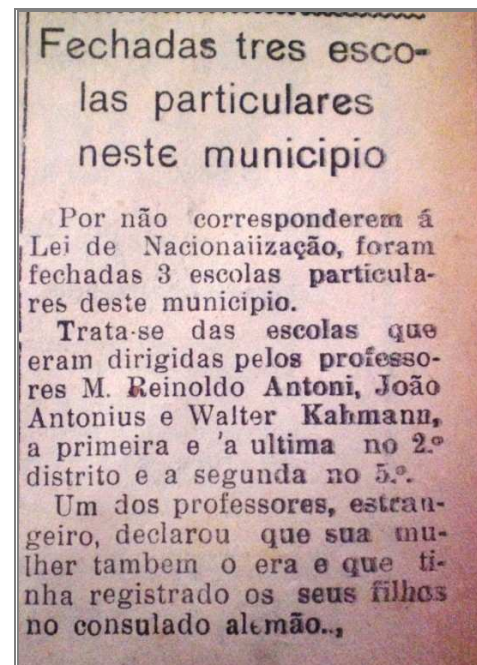 Fechadas tres esco-
las particulares
neste municipio
Por não corresponderem á
Lei de Nacionaiização, foram
fechadas 3 escolas particula-
res deste municipio.
Trata-se das escolas que
eram dirigidas pelos professo-
res M. Reinoldo Antoni, João
Antonius e Walter Kahmann,
a primeira e 'a ultima no 2.º
distrito e a segunda no 5.º.
Um dos professores, estran-
geiro, declarou que sua mu-
lher tambem o era e que ti-
nha registrado os seus filhos
no consulado alemão..,